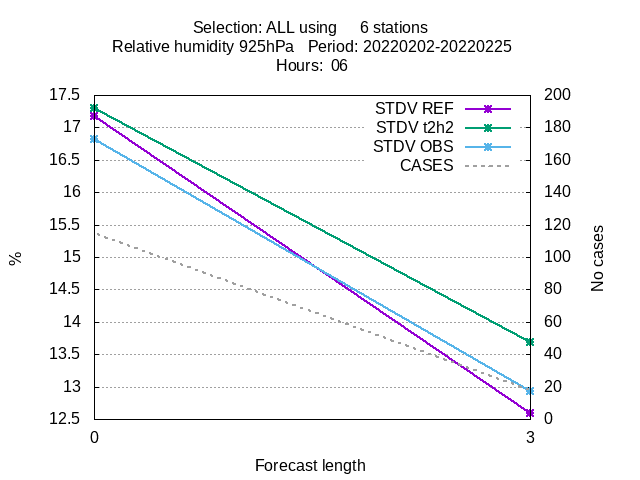 Selection: ALL using      6 stations
Relative humidity 925hPa   Period: 20220202-20220225
Hours:  06
17.5
17
16.5
16
15.5
15
14.5
14
13.5
13
12.5
200
180
160
140
120
100
80
60
40
20
0
STDV REF
STDV t2h2
STDV OBS
CASES
%
No cases
0
3
Forecast length